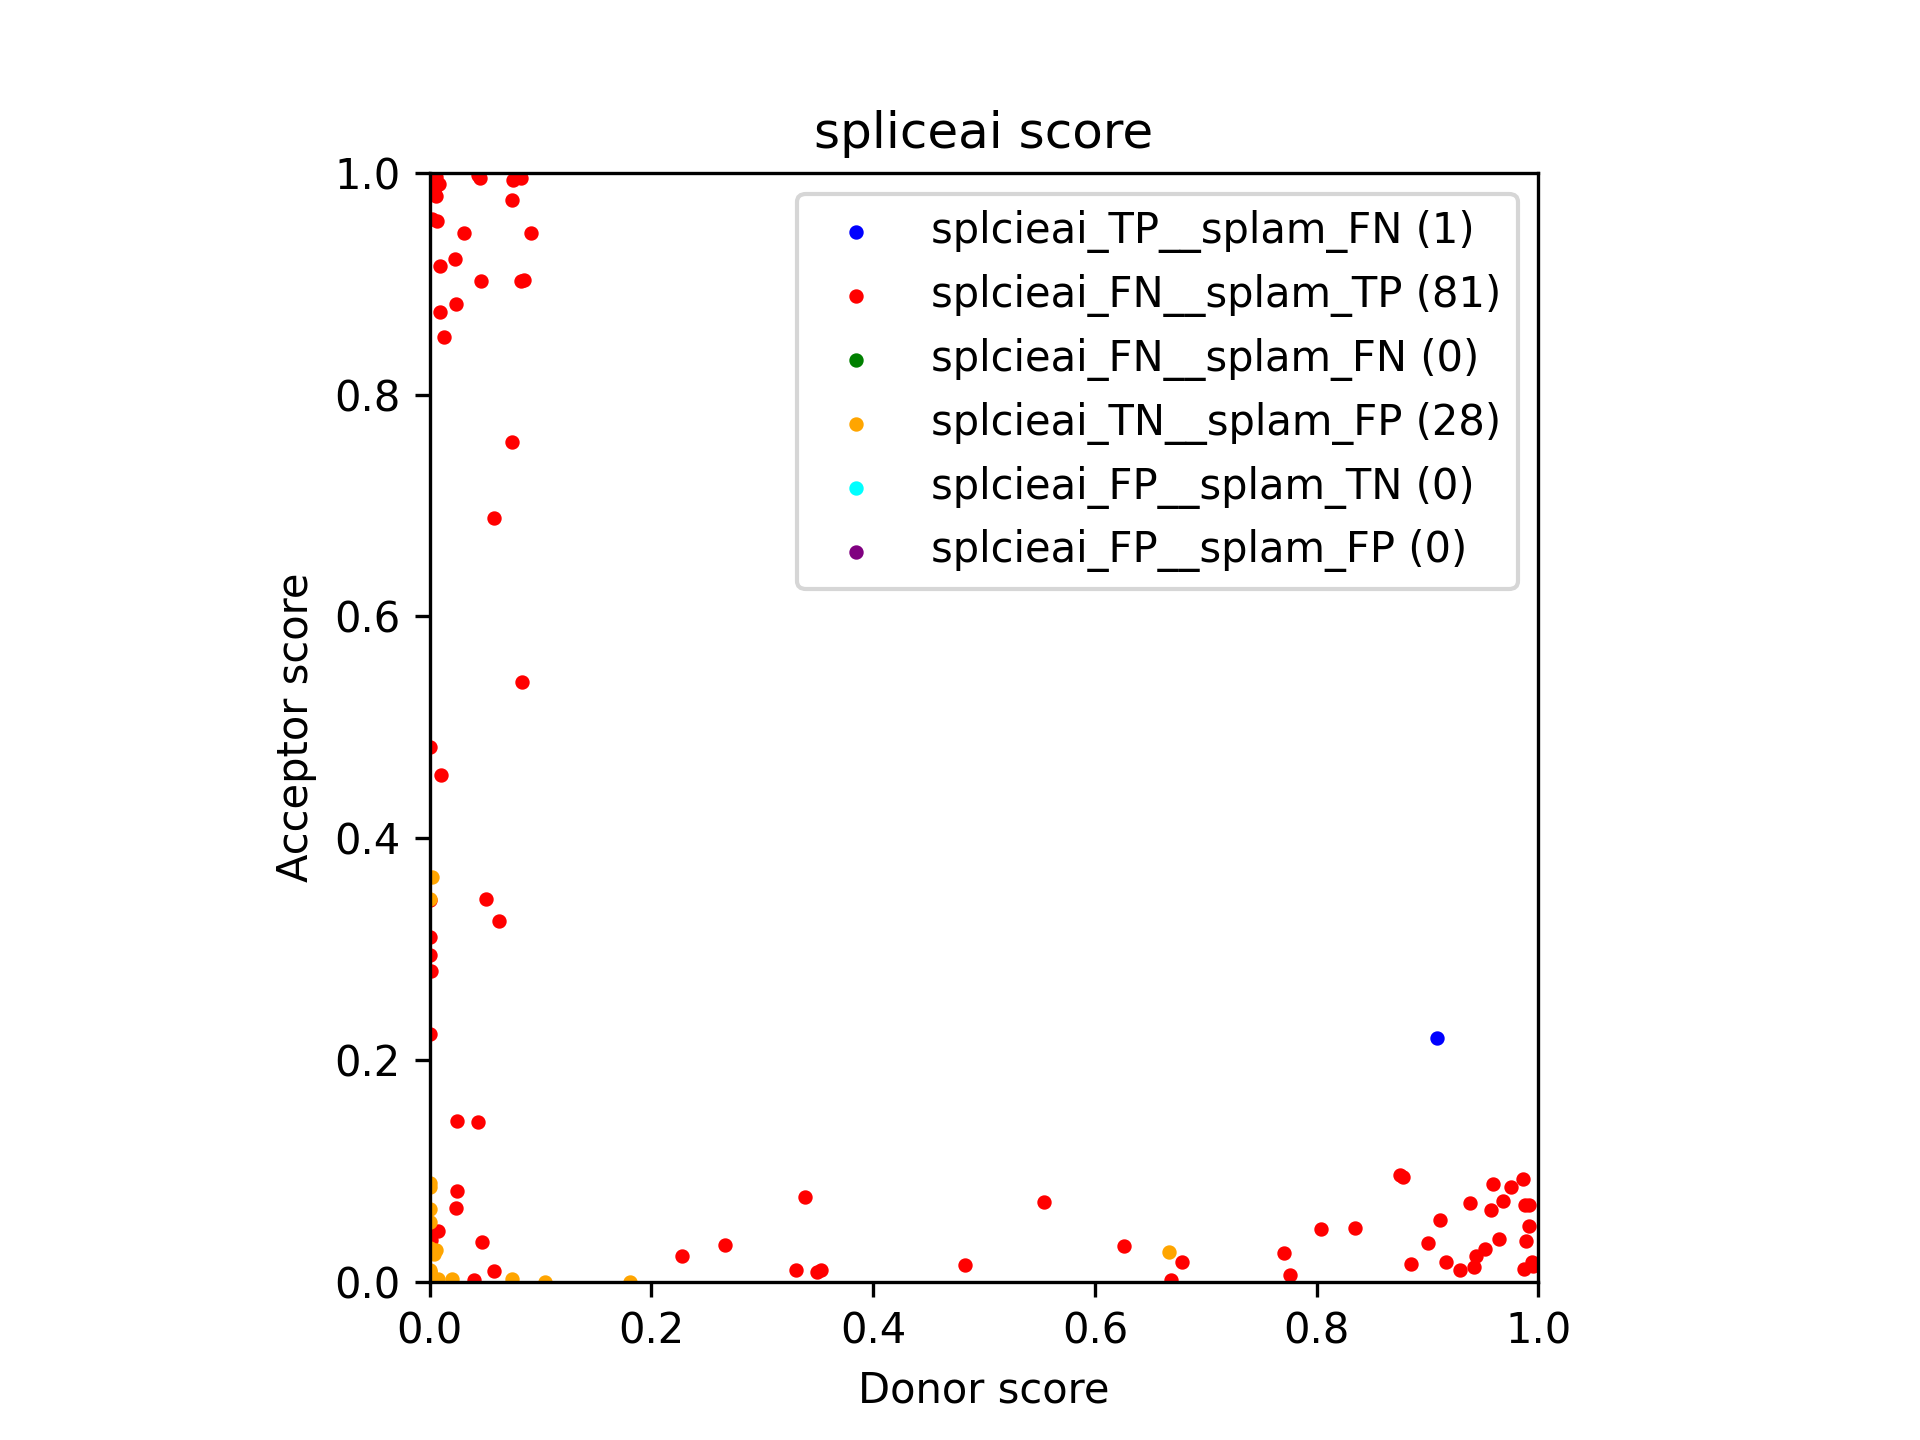 spliceai score
1.0
0.8
0.6
0.4
0.2
0.0
Acceptor score
splcieai_TP__splam_FN (1)
splcieai_FN__splam_TP (81)
splcieai_FN__splam_FN (0)
splcieai_TN__splam_FP (28)
splcieai_FP__splam_TN (0)
splcieai_FP__splam_FP (0)
0.0 0.2 0.4 0.6 0.8 1.0
Donor score